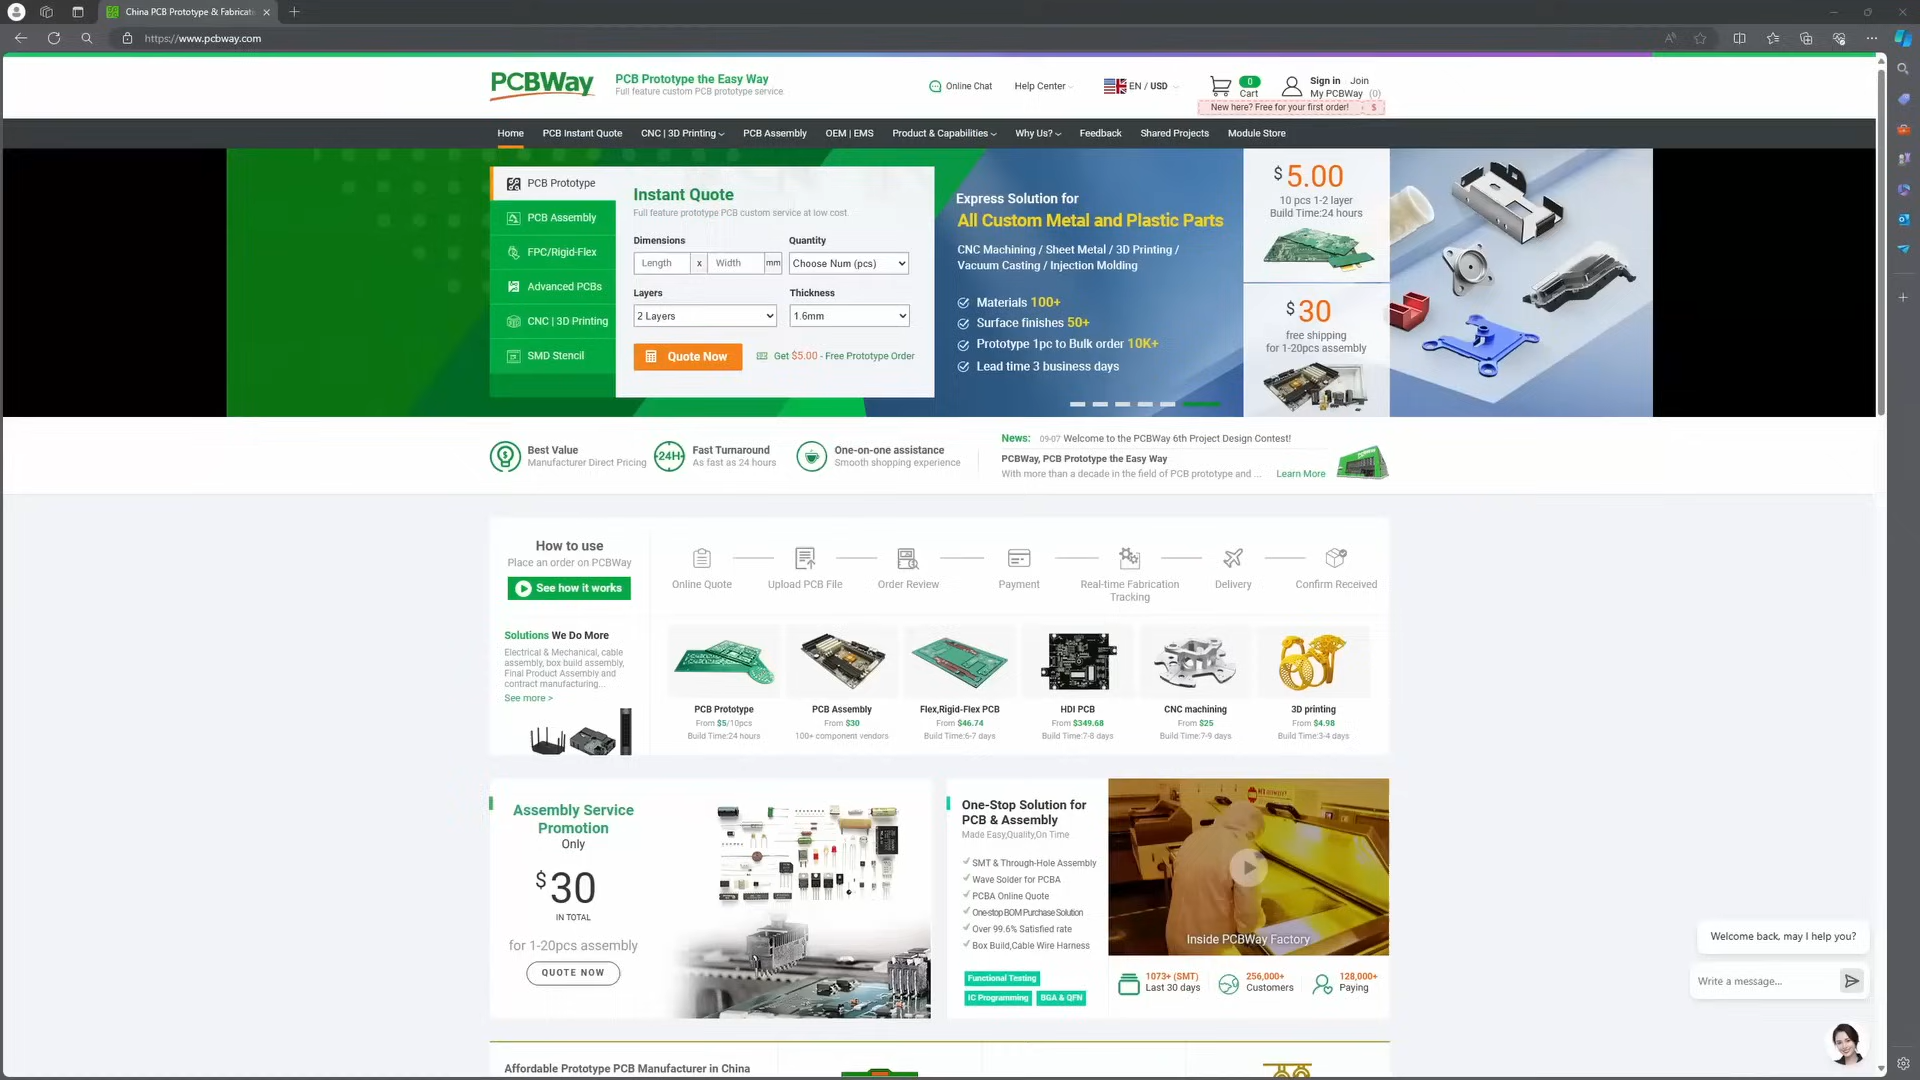 China PCB Prototype & Fabricat
https://www.pcbway.com
PCBWay
PCB Prototype the Easy Way
Full feature custom PCB prototype service
Online Chat
Help Center
EN / USD
0
Cart
Sign in Join
My PCBWay (0)
New here? Free for your first order! $
Home
PCB Instant Quote
CNC | 3D Printing
PCB Assembly
OEM | EMS
Product & Capabilities
Why Us?
Feedback
Shared Projects
Module Store
PCB Prototype
PCB Assembly
FPC/Rigid-Flex
Advanced PCBs
CNC | 3D Printing
SMD Stencil
Instant Quote
Full feature prototype PCB custom service at low cost.
Dimensions
Quantity
Length x Width mm
Choose Num (pcs)
Layers
Thickness
2 Layers
1.6mm
Quote Now
Get $5.00 - Free Prototype Order
Express Solution for
All Custom Metal and Plastic Parts
CNC Machining / Sheet Metal / 3D Printing /
Vacuum Casting / Injection Molding
Materials 100+
Surface finishes 50+
Prototype 1pc to Bulk order 10K+
Lead time 3 business days
$5.00
10 pcs 1-2 layer
Build Time:24 hours
$30
free shipping
for 1-20pcs assembly
Best Value
Manufacturer Direct Pricing
24H
Fast Turnaround
As fast as 24 hours
One-on-one assistance
Smooth shopping experience
News: 09-07 Welcome to the PCBWay 6th Project Design Contest!
PCBWay, PCB Prototype the Easy Way
With more than a decade in the field of PCB prototype and ... Learn More
How to use
Place an order on PCBWay
See how it works
Online Quote
Upload PCB File
Order Review
Payment
Real-time Fabrication
Tracking
Delivery
Confirm Received
Solutions We Do More
Electrical & Mechanical, cable
assembly, box build assembly,
Final Product Assembly and
contract manufacturing...
See more >
PCB Prototype
From $5/10pcs
Build Time:24 hours
PCB Assembly
From $30
100+ component vendors
Flex,Rigid-Flex PCB
From $46.74
Build Time:6-7 days
HDI PCB
From $349.68
Build Time:7-8 days
CNC machining
From $25
Build Time:7-9 days
3D printing
From $4.98
Build Time:3-4 days
Assembly Service
Promotion
Only
$30
IN TOTAL
for 1-20pcs assembly
QUOTE NOW
One-Stop Solution for
PCB & Assembly
Made Easy,Quality,On Time
SMT & Through-Hole Assembly
Wave Solder for PCBA
PCBA Online Quote
One-stop BOM Purchase Solution
Over 99.6% Satisfied rate
Box Build,Cable Wire Harness
Functional Testing
IC Programming
BGA & QFN
Inside PCBWay Factory
1073+ (SMT)
Last 30 days
256,000+
Customers
128,000+
Paying
Welcome back, may I help you?
Write a message...
Affordable Prototype PCB Manufacturer in China